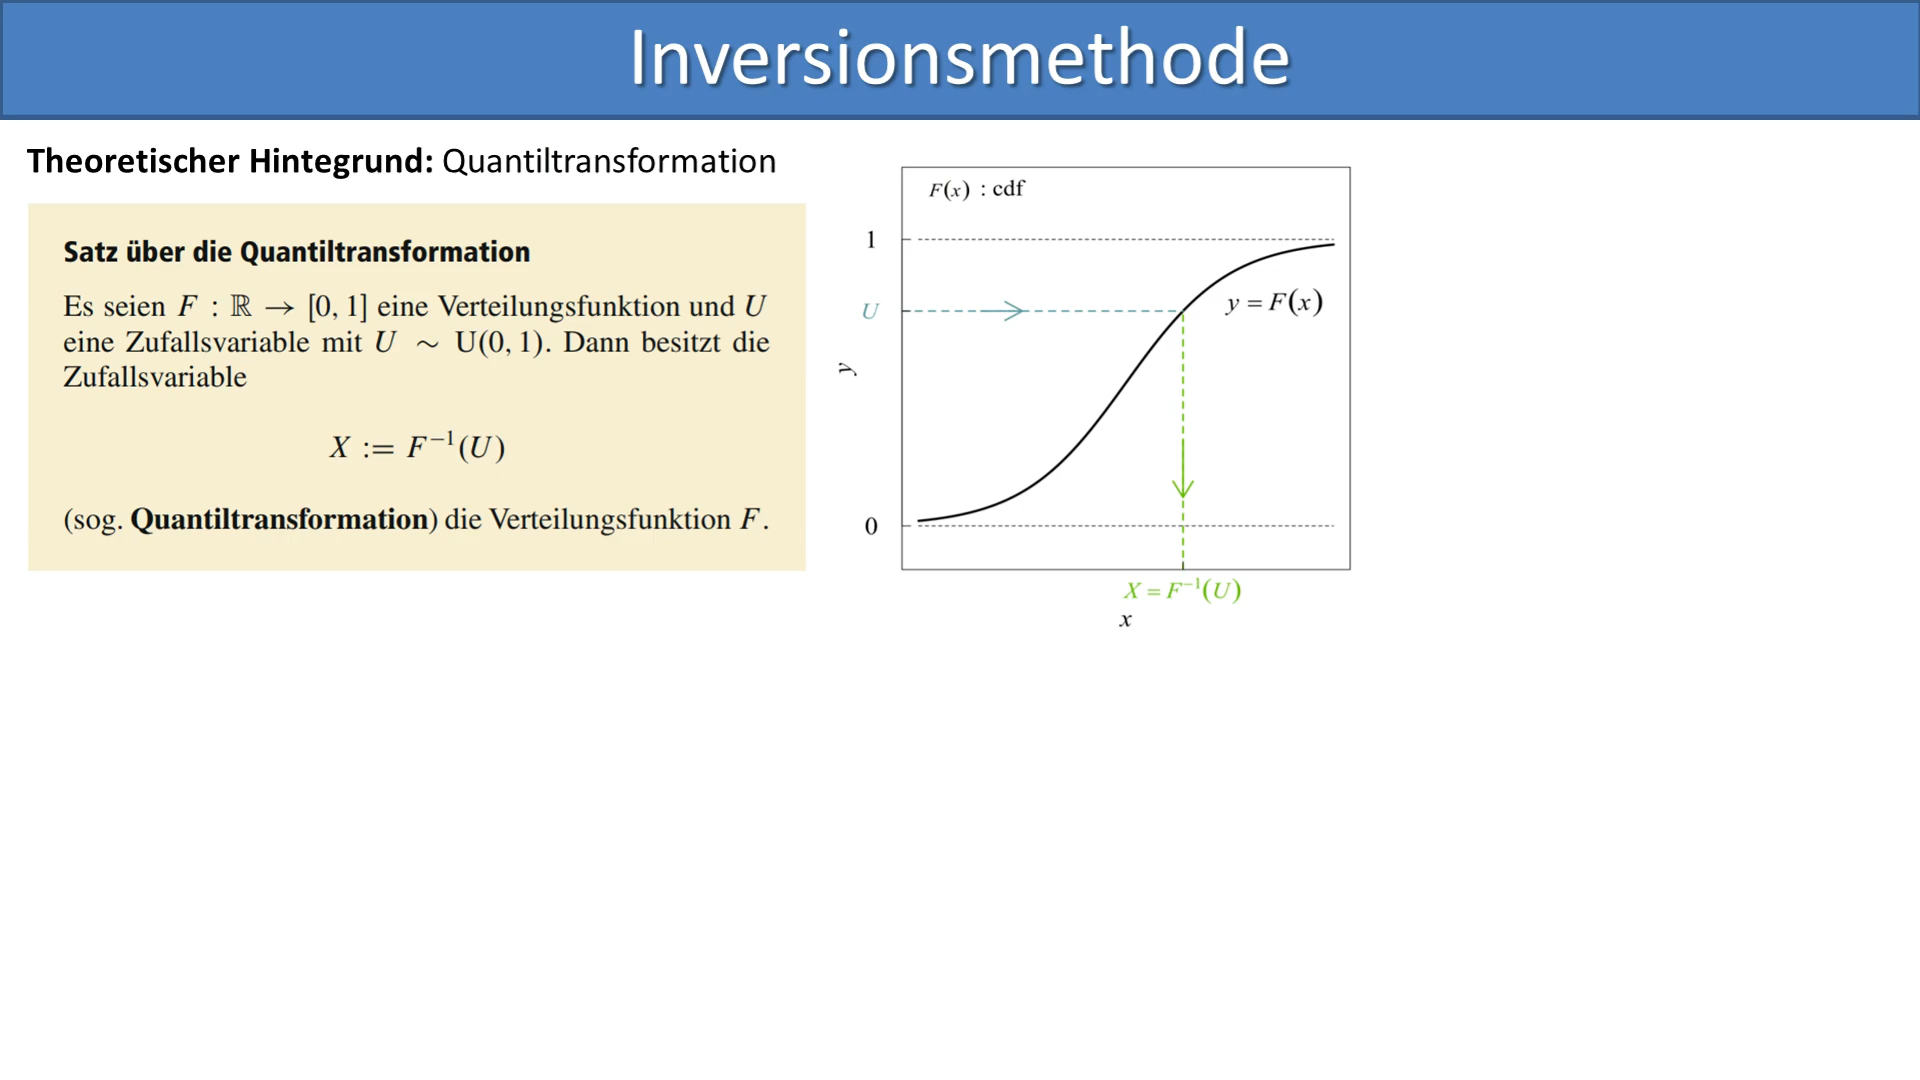 Inversionsmethode
Theoretischer Hintegrund: Quantiltransformation
Satz über die Quantiltransformation
Es seien F : ℝ → [0, 1] eine Verteilungsfunktion und U
eine Zufallsvariable mit U ∼ U(0, 1). Dann besitzt die
Zufallsvariable
X := F⁻¹(U)
(sog. Quantiltransformation) die Verteilungsfunktion F.
F(x) : cdf
1
U
y = F(x)
y
0
X = F⁻¹(U)
x